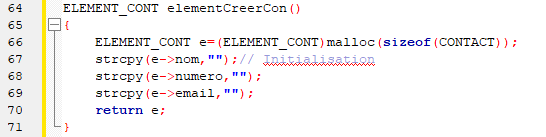 64 ELEMENT_CONT elementCreerCon()
65 {
66 ELEMENT_CONT e=(ELEMENT_CONT)malloc(sizeof(CONTACT));
67 strcpy(e->nom,"");// Initialisation
68 strcpy(e->numero,"");
69 strcpy(e->email,"");
70 return e;
71 }